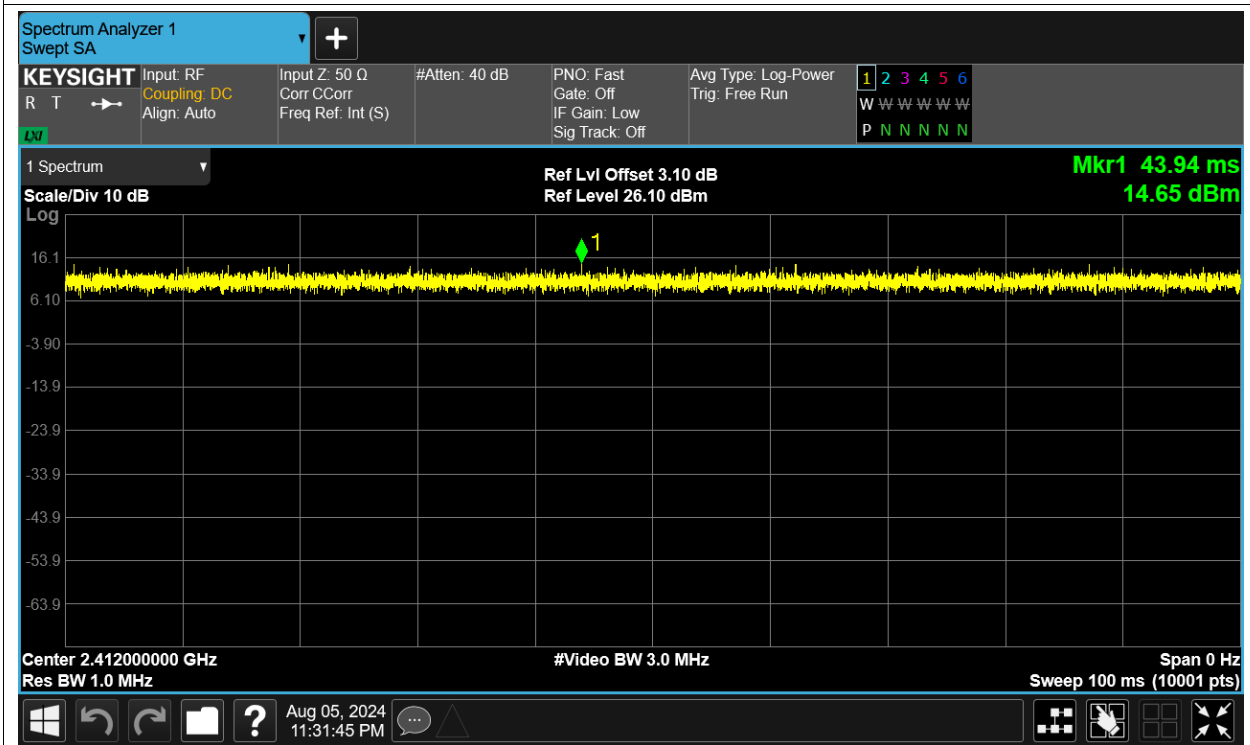 Spectrum Analyzer 1
Swept SA
+
KEYSIGHT
R T
LXI
Input: RF
Coupling: DC
Align: Auto
Input Z: 50 Ω
Corr CCorr
Freq Ref: Int (S)
#Atten: 40 dB
PNO: Fast
Gate: Off
IF Gain: Low
Sig Track: Off
Avg Type: Log-Power
Trig: Free Run
1 2 3 4 5 6
W W W W W W
P N N N N N
1 Spectrum
Scale/Div 10 dB
Log
Ref Lvl Offset 3.10 dB
Ref Level 26.10 dBm
Mkr1 43.94 ms
14.65 dBm
1
16.1
6.10
-3.90
-13.9
-23.9
-33.9
-43.9
-53.9
-63.9
Center 2.412000000 GHz
Res BW 1.0 MHz
#Video BW 3.0 MHz
Span 0 Hz
Sweep 100 ms (10001 pts)
?
Aug 05, 2024
11:31:45 PM